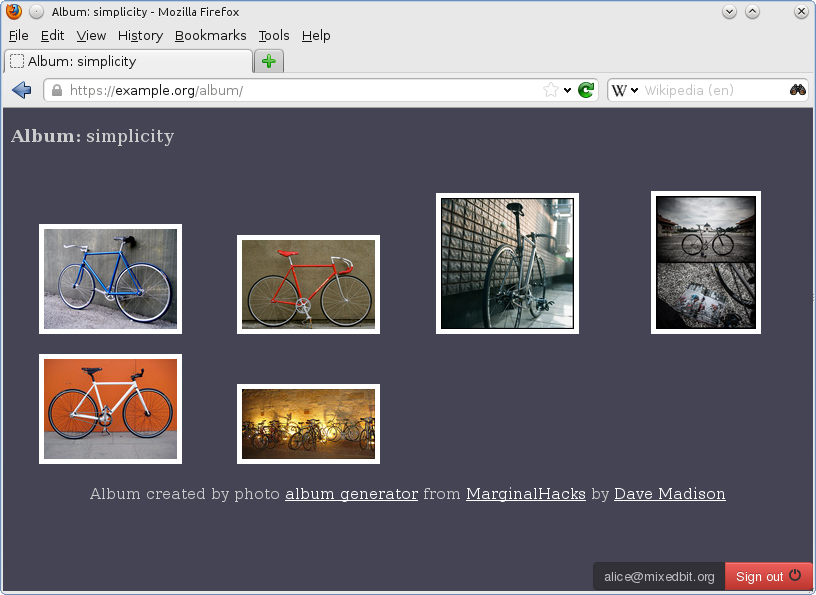 Album: simplicity - Mozilla Firefox
File Edit View History Bookmarks Tools Help
Album: simplicity
https://example.org/album/ W Wikipedia (en)
Album: simplicity
Album created by photo album generator from MarginalHacks by Dave Madison
alice@mixedbit.org Sign out